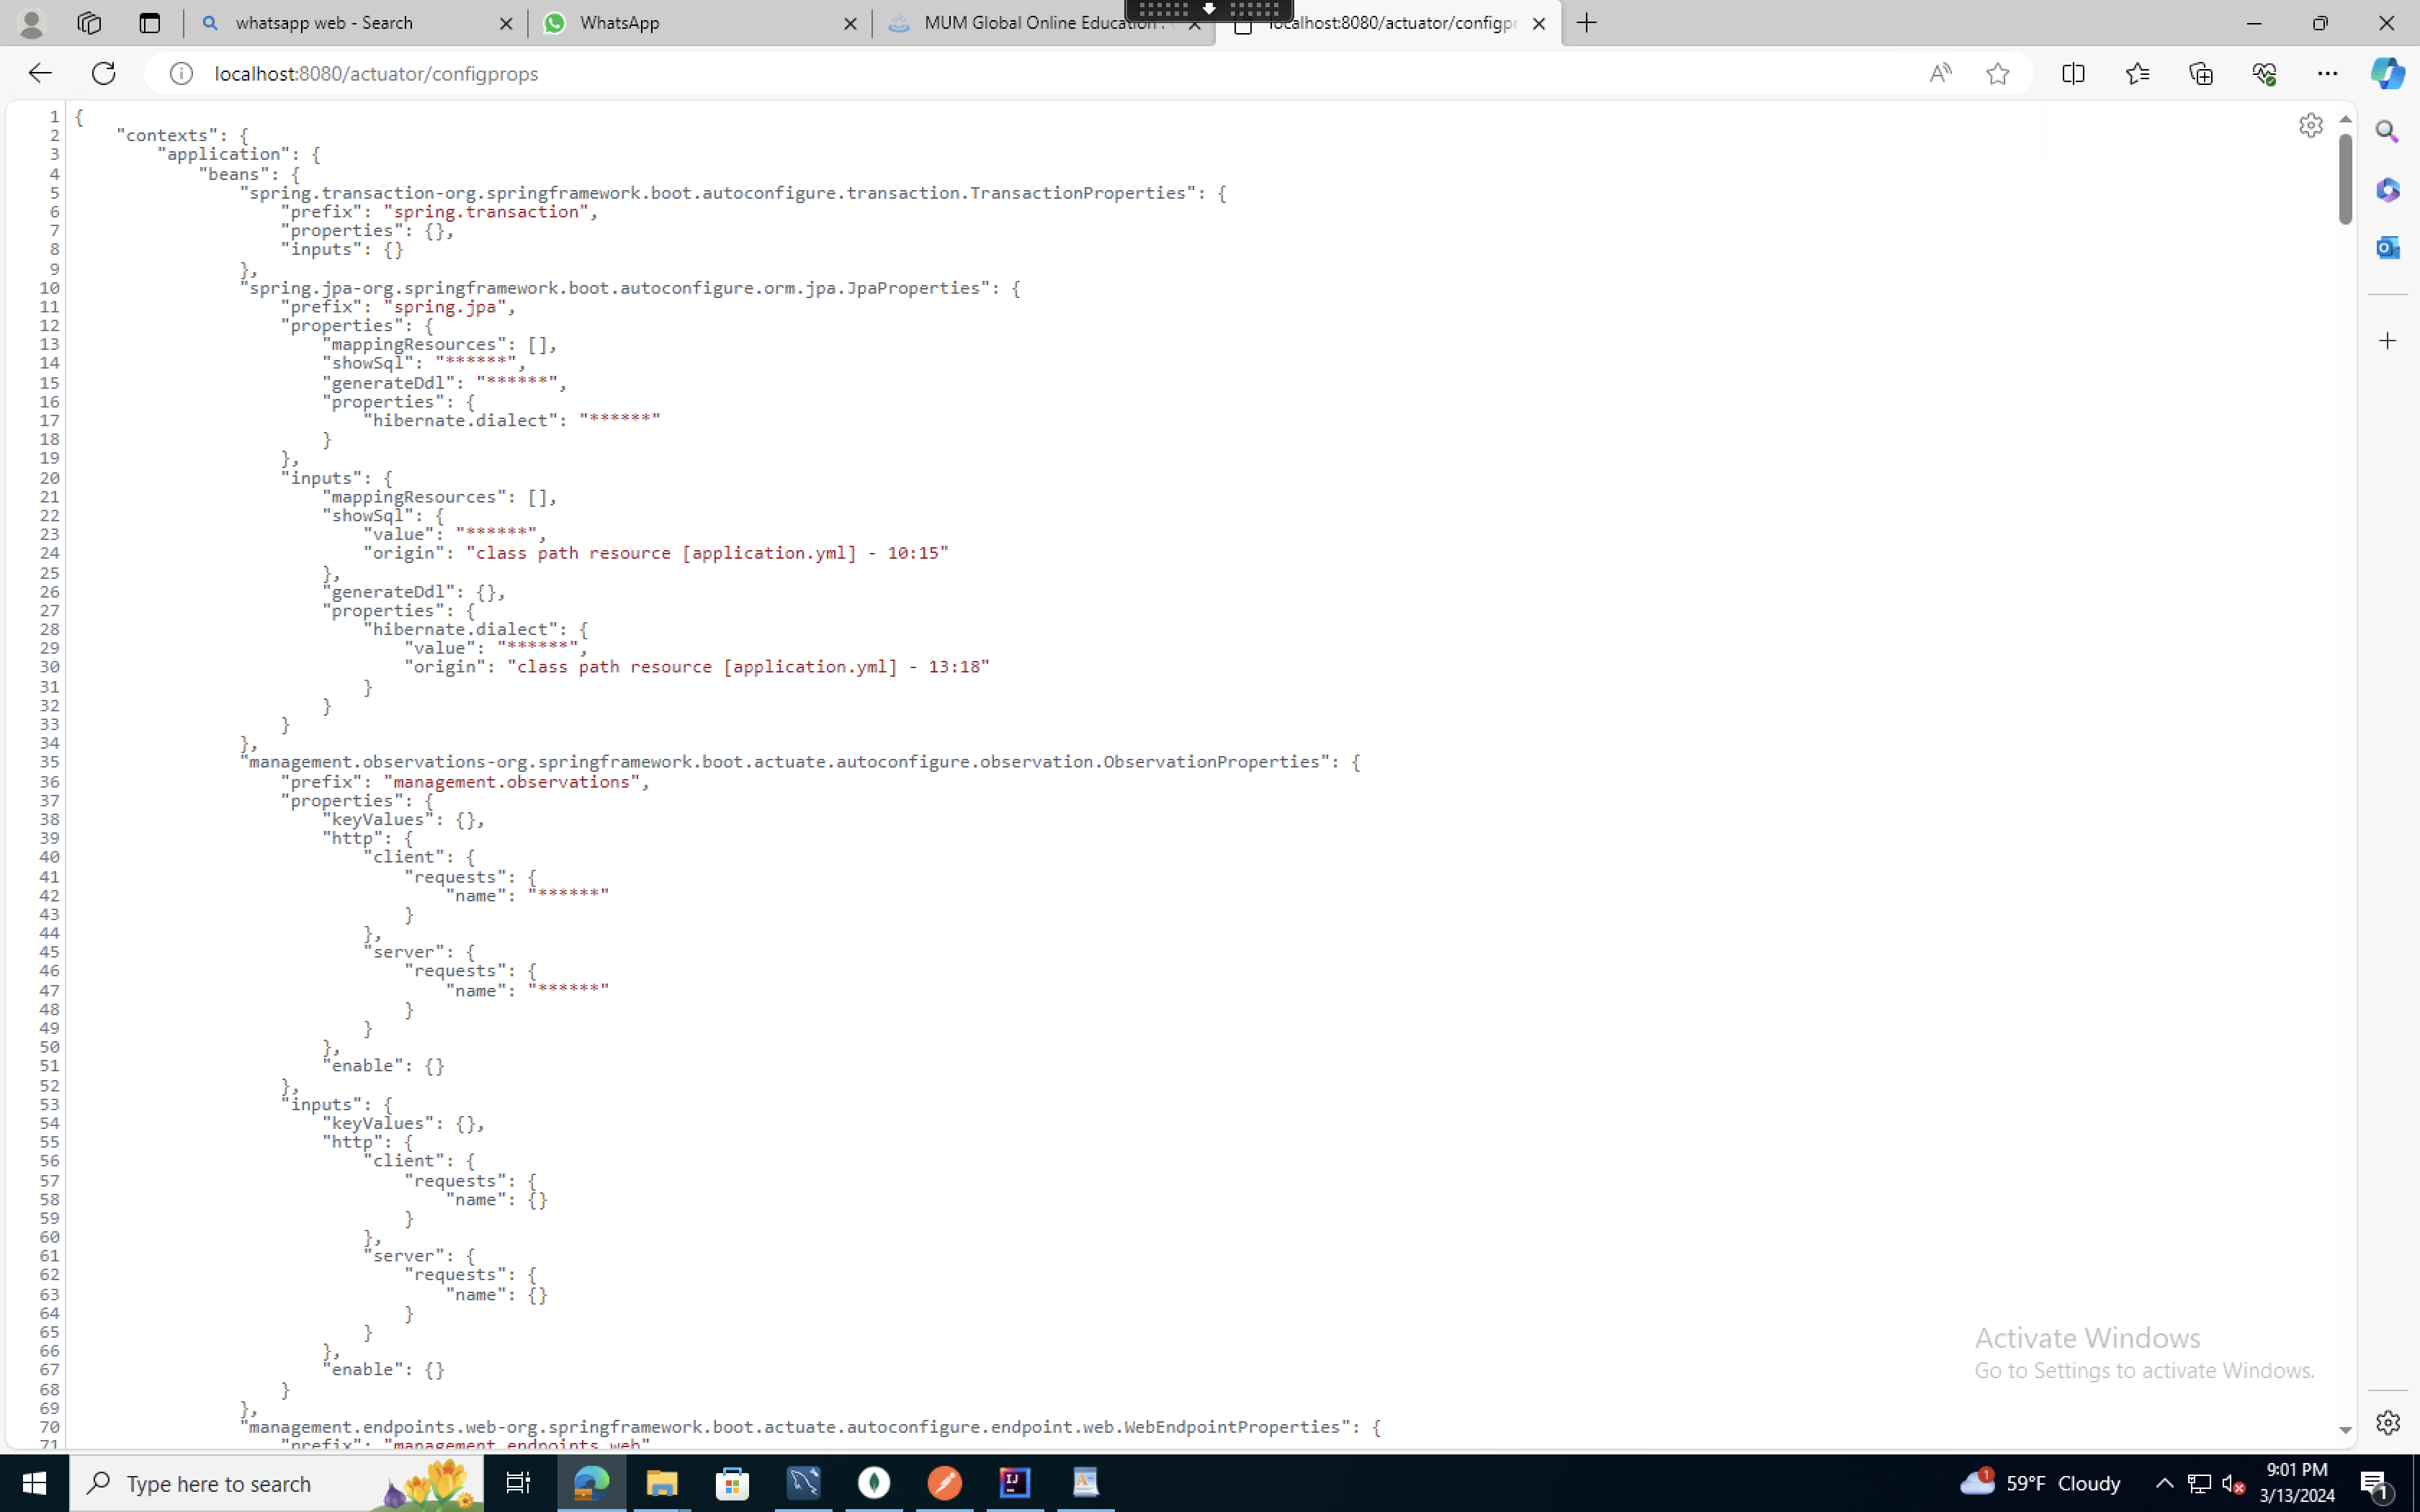 whatsapp web - Search
WhatsApp
MUM Global Online Education :
localhost:8080/actuator/configpr
localhost:8080/actuator/configprops
1 {
2 "contexts": {
3 "application": {
4 "beans": {
5 "spring.transaction-org.springframework.boot.autoconfigure.transaction.TransactionProperties": {
6 "prefix": "spring.transaction",
7 "properties": {},
8 "inputs": {}
9 },
10 "spring.jpa-org.springframework.boot.autoconfigure.orm.jpa.JpaProperties": {
11 "prefix": "spring.jpa",
12 "properties": {
13 "mappingResources": [],
14 "showSql": "******",
15 "generateDdl": "******",
16 "properties": {
17 "hibernate.dialect": "******"
18 }
19 },
20 "inputs": {
21 "mappingResources": [],
22 "showSql": {
23 "value": "******",
24 "origin": "class path resource [application.yml] - 10:15"
25 },
26 "generateDdl": {},
27 "properties": {
28 "hibernate.dialect": {
29 "value": "******",
30 "origin": "class path resource [application.yml] - 13:18"
31 }
32 }
33 }
34 },
35 "management.observations-org.springframework.boot.actuate.autoconfigure.observation.ObservationProperties": {
36 "prefix": "management.observations",
37 "properties": {
38 "keyValues": {},
39 "http": {
40 "client": {
41 "requests": {
42 "name": "******"
43 }
44 },
45 "server": {
46 "requests": {
47 "name": "******"
48 }
49 }
50 },
51 "enable": {}
52 },
53 "inputs": {
54 "keyValues": {},
55 "http": {
56 "client": {
57 "requests": {
58 "name": {}
59 }
60 },
61 "server": {
62 "requests": {
63 "name": {}
64 }
65 }
66 },
67 "enable": {}
68 }
69 },
70 "management.endpoints.web-org.springframework.boot.actuate.autoconfigure.endpoint.web.WebEndpointProperties": {
71 "prefix": "management.endpoints.web"
Activate Windows
Go to Settings to activate Windows.
Type here to search
1
59°F Cloudy
9:01 PM
3/13/2024
1